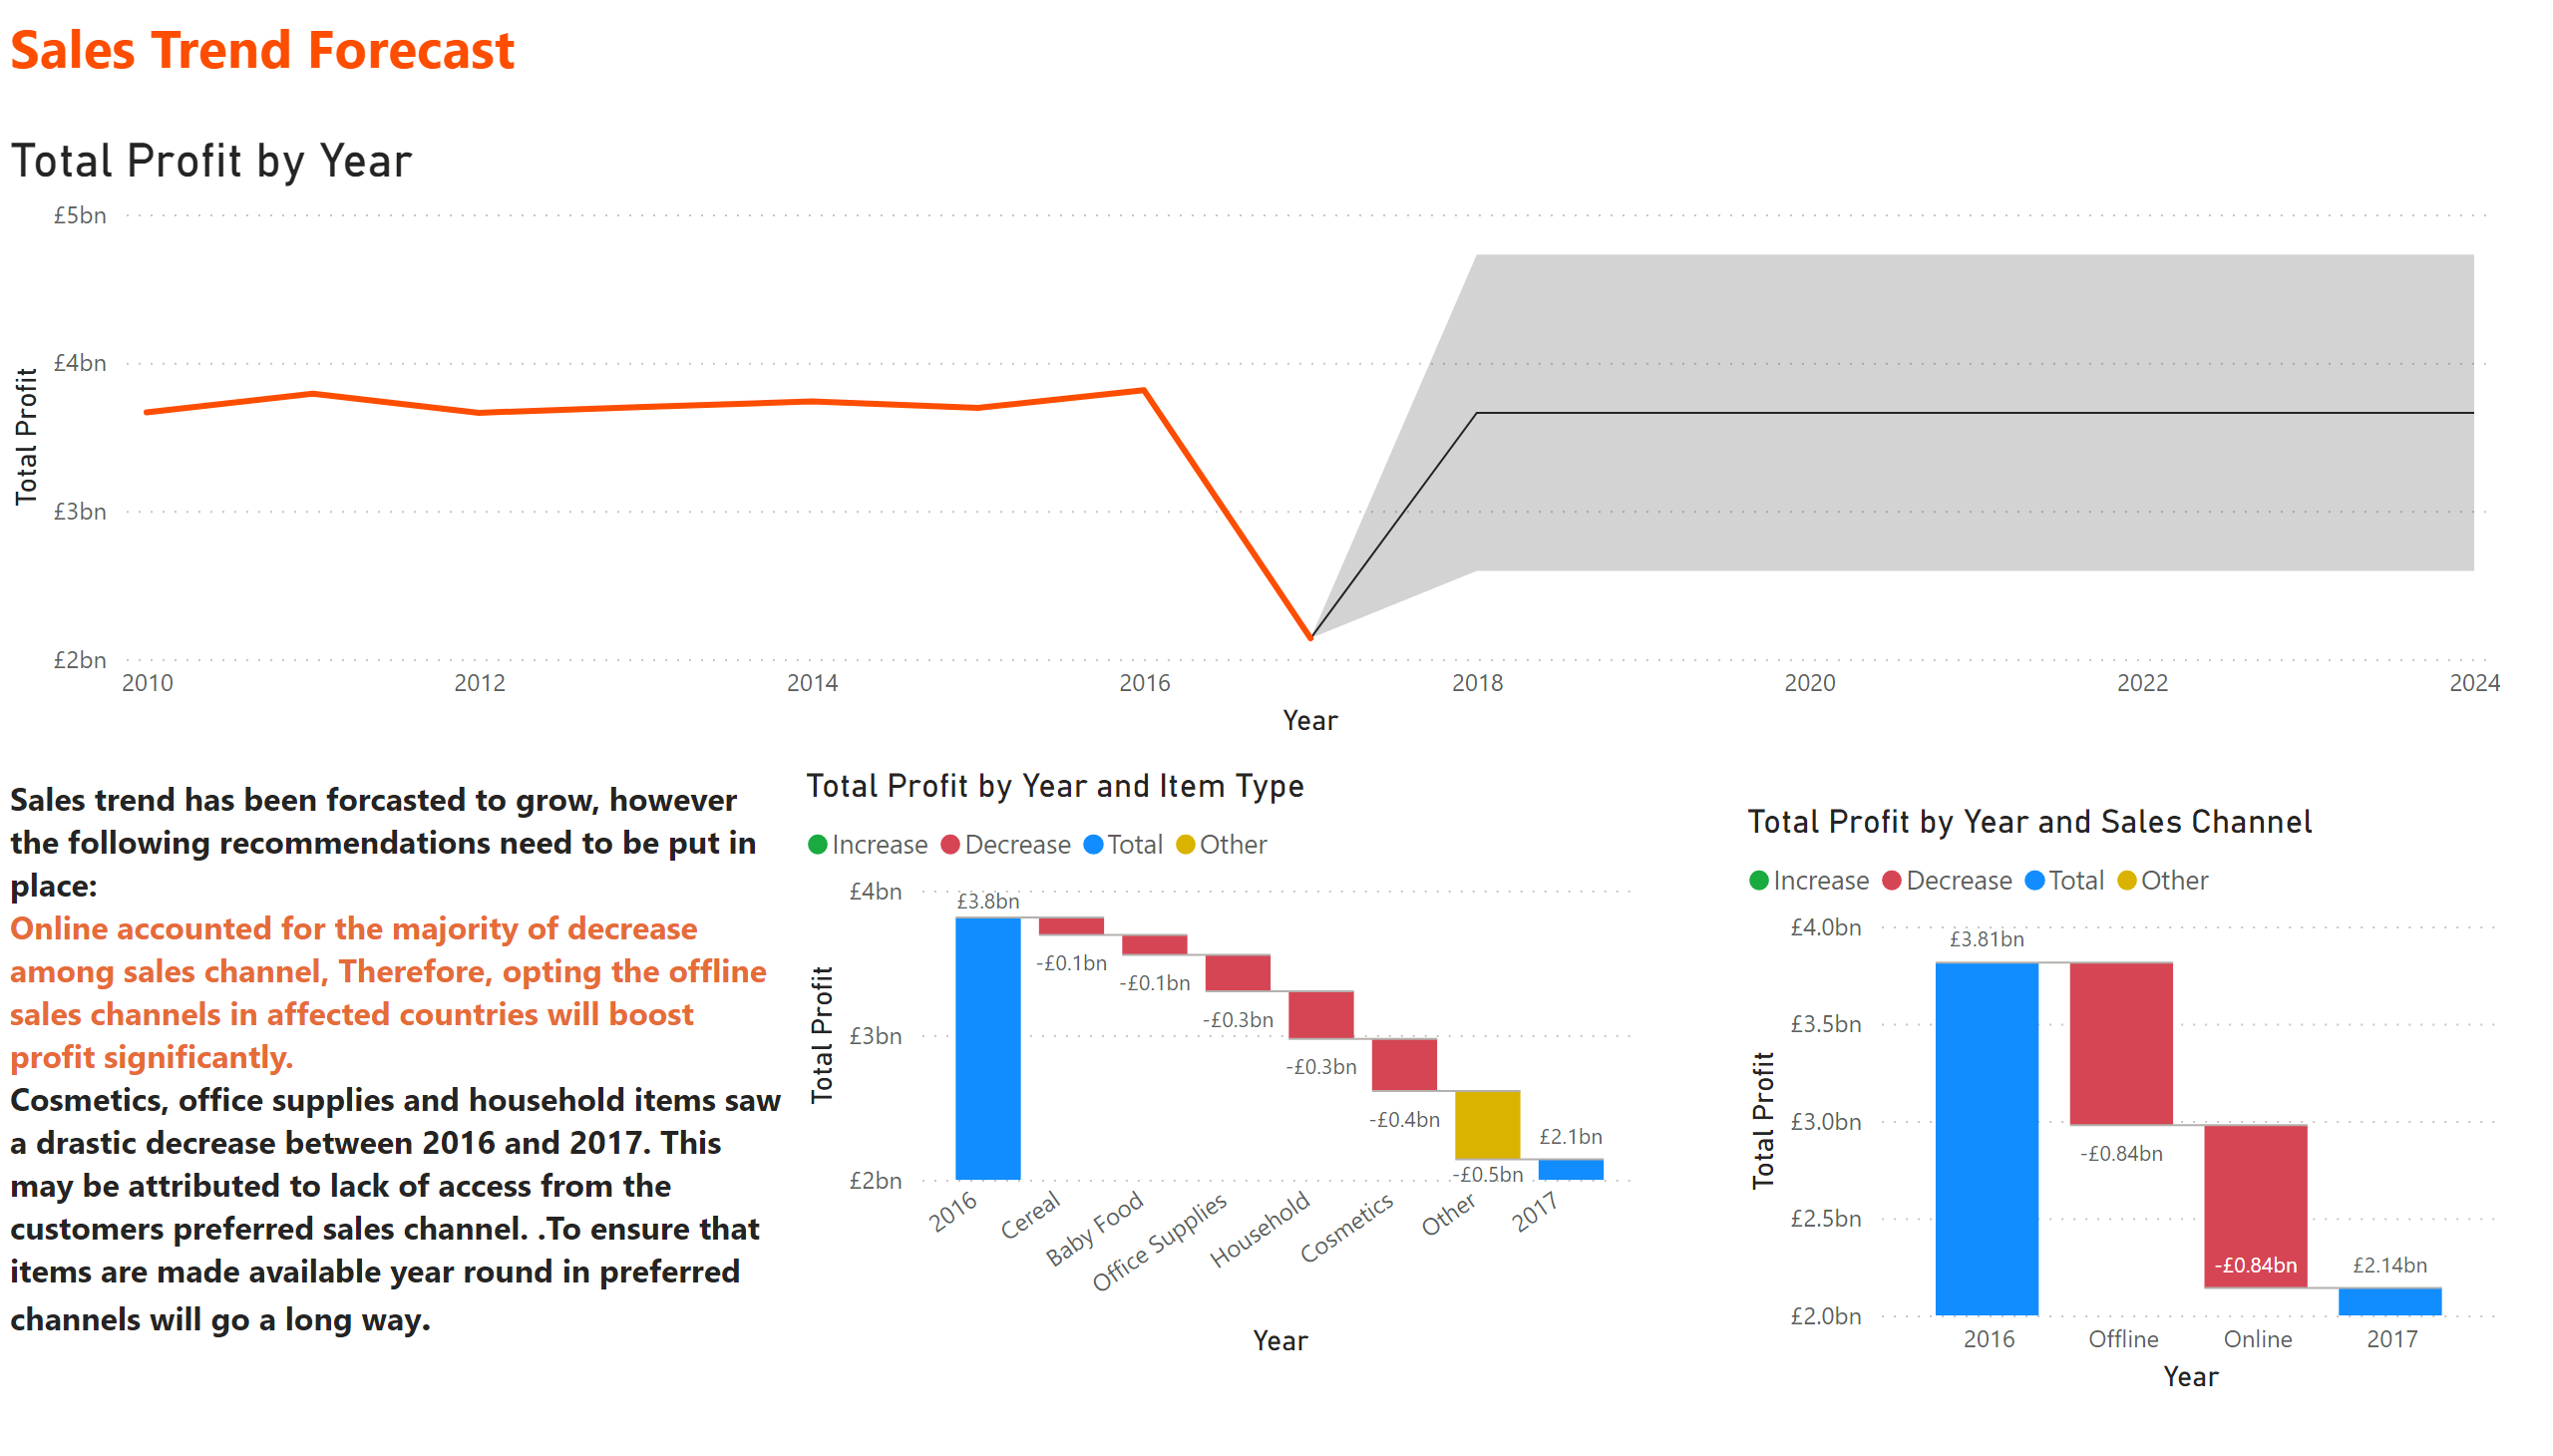 Sales Trend Forecast
Total Profit by Year
£5bn
£4bn
£3bn
£2bn
Total Profit
2010 2012 2014 2016 2018 2020 2022 2024
Year
Sales trend has been forcasted to grow, however
the following recommendations need to be put in
place:
Online accounted for the majority of decrease
among sales channel, Therefore, opting the offline
sales channels in affected countries will boost
profit significantly.
Cosmetics, office supplies and household items saw
a drastic decrease between 2016 and 2017. This
may be attributed to lack of access from the
customers preferred sales channel. .To ensure that
items are made available year round in preferred
channels will go a long way.
Total Profit by Year and Item Type
Increase Decrease Total Other
£4bn
£3bn
£2bn
Total Profit
£3.8bn
-£0.1bn
-£0.1bn
-£0.3bn
-£0.3bn
-£0.4bn
-£0.5bn
£2.1bn
2016 Cereal Baby Food Office Supplies Household Cosmetics Other 2017
Year
Total Profit by Year and Sales Channel
Increase Decrease Total Other
£4.0bn
£3.5bn
£3.0bn
£2.5bn
£2.0bn
Total Profit
£3.81bn
-£0.84bn
-£0.84bn
£2.14bn
2016 Offline Online 2017
Year